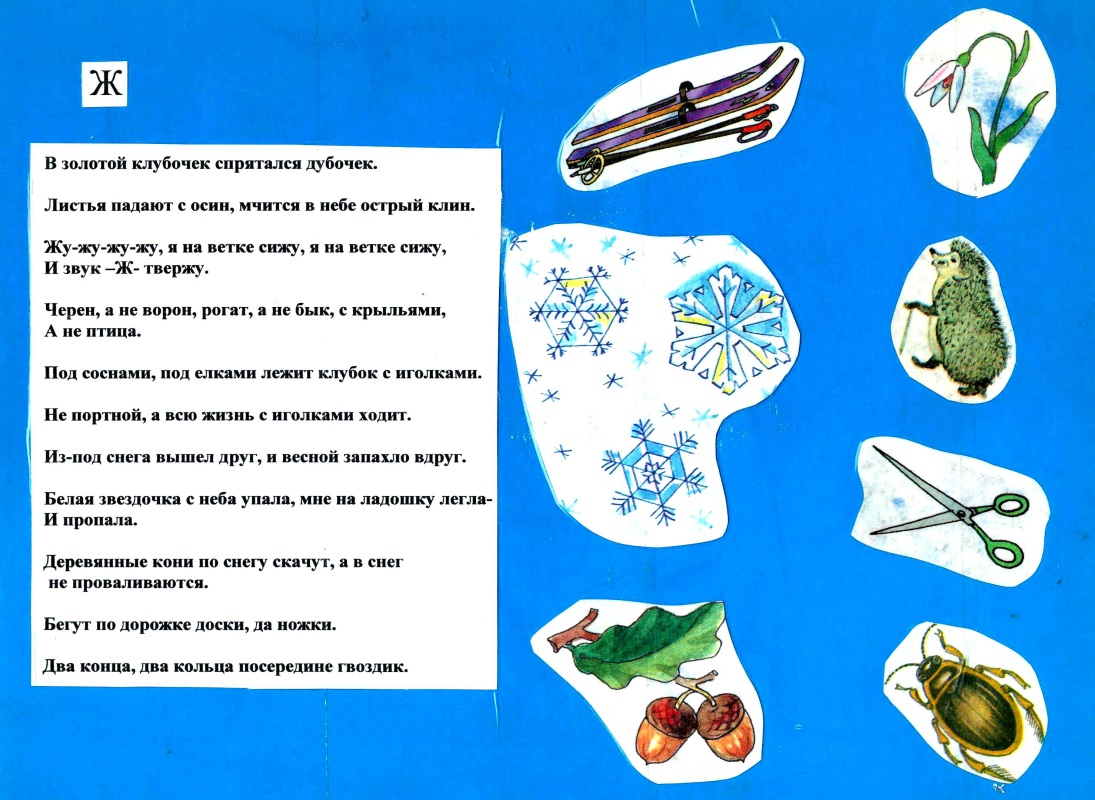 Ж
В золотой клубочек спрятался дубочек.
Листья падают с осин, мчится в небе острый клин.
Жу-жу-жу-жу, я на ветке сижу, я на ветке сижу,
И звук –Ж- твержу.
Черен, а не ворон, рогат, а не бык, с крыльями,
А не птица.
Под соснами, под елками лежит клубок с иголками.
Не портной, а всю жизнь с иголками ходит.
Из-под снега вышел друг, и весной запахло вдруг.
Белая звездочка с неба упала, мне на ладошку легла-
И пропала.
Деревянные кони по снегу скачут, а в снег
не проваливаются.
Бегут по дорожке доски, да ножки.
Два конца, два кольца посередине гвоздик.